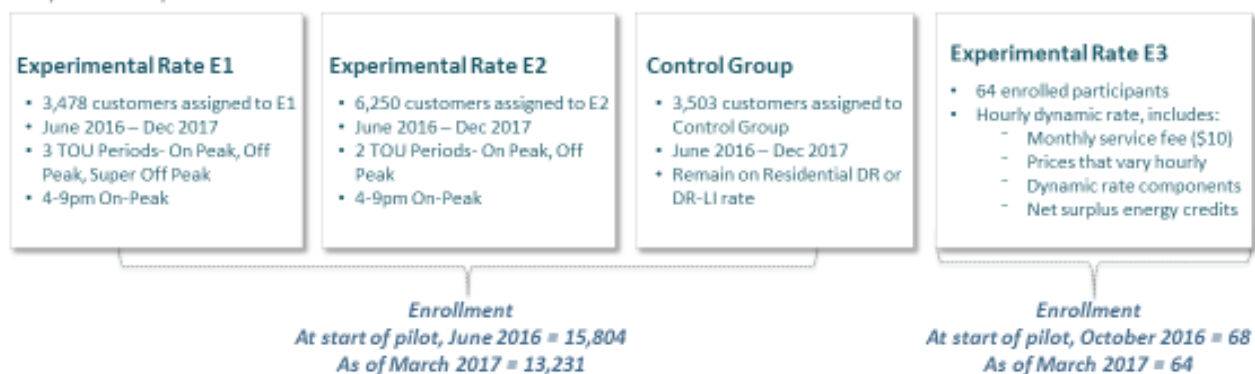 Experimental Rate E1
• 3,478 customers assigned to E1
• June 2016 – Dec 2017
• 3 TOU Periods- On Peak, Off
Peak, Super Off Peak
• 4-9pm On-Peak
Experimental Rate E2
• 6,250 customers assigned to E2
• June 2016 – Dec 2017
• 2 TOU Periods- On Peak, Off
Peak
• 4-9pm On-Peak
Control Group
• 3,503 customers assigned to
Control Group
• June 2016 – Dec 2017
• Remain on Residential DR or
DR-LI rate
Experimental Rate E3
• 64 enrolled participants
• Hourly dynamic rate, includes:
- Monthly service fee ($10)
- Prices that vary hourly
- Dynamic rate components
- Net surplus energy credits
Enrollment
At start of pilot, June 2016 = 15,804
As of March 2017 = 13,231
Enrollment
At start of pilot, October 2016 = 68
As of March 2017 = 64